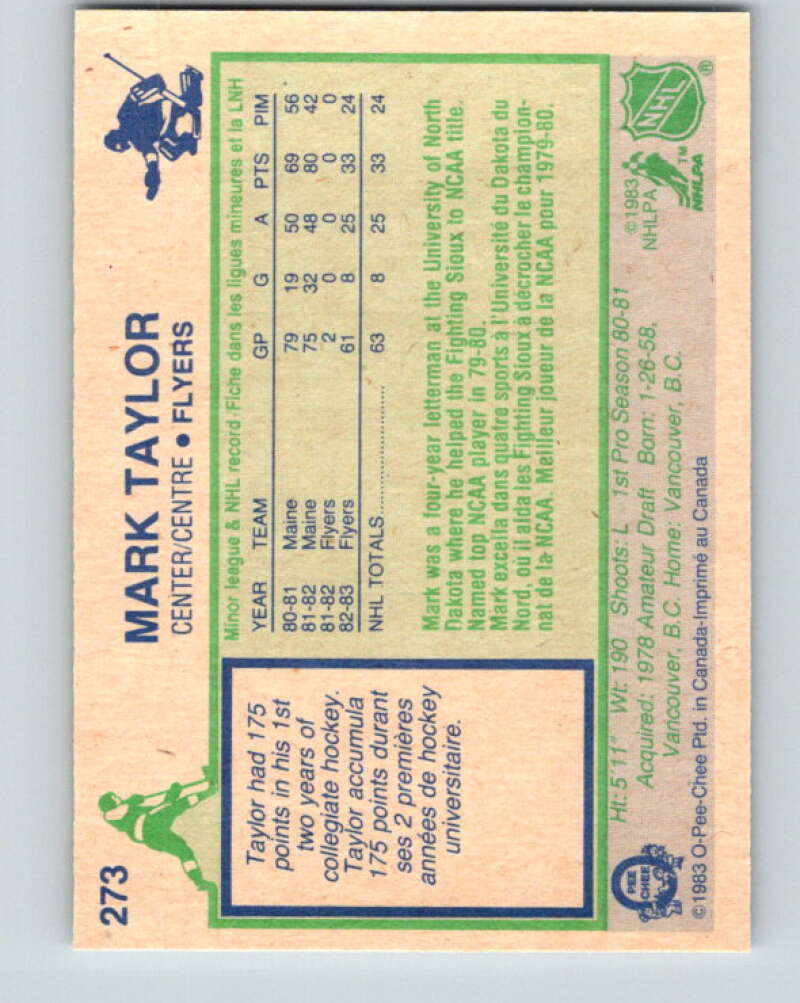 273
MARK TAYLOR
CENTER/CENTRE • FLYERS
Taylor had 175
points in his 1st
two years of
collegiate hockey.
Taylor accumula
175 points durant
ses 2 premières
années de hockey
universitaire.
Minor league & NHL record-Fiche dans les ligues mineures et la LNH
YEAR TEAM GP G A PTS PIM
80-81 Maine 79 19 50 69 56
81-82 Maine 75 32 48 80 42
81-82 Flyers 2 0 0 0 0
82-83 Flyers 61 8 25 33 24
NHL TOTALS.................... 63 8 25 33 24
Mark was a four-year letterman at the University of North
Dakota where he helped the Fighting Sioux to NCAA title.
Named top NCAA player in 79-80.
Mark excella dans quatre sports à l'Université du Dakota du
Nord, où il aida les Fighting Sioux à décrocher le champion-
nat de la NCAA. Meilleur joueur de la NCAA pour 1979-80.
PEE
CHEE
Ht: 5'11" Wt: 190 Shoots: L 1st Pro Season 80-81
Acquired: 1978 Amateur Draft Born: 1-26-58,
Vancouver, B.C. Home: Vancouver, B.C.
©1983 O-Pee-Chee Ptd. in Canada-Imprimé au Canada
©1983
NHLPA
NHL
®
TM
NHLPA